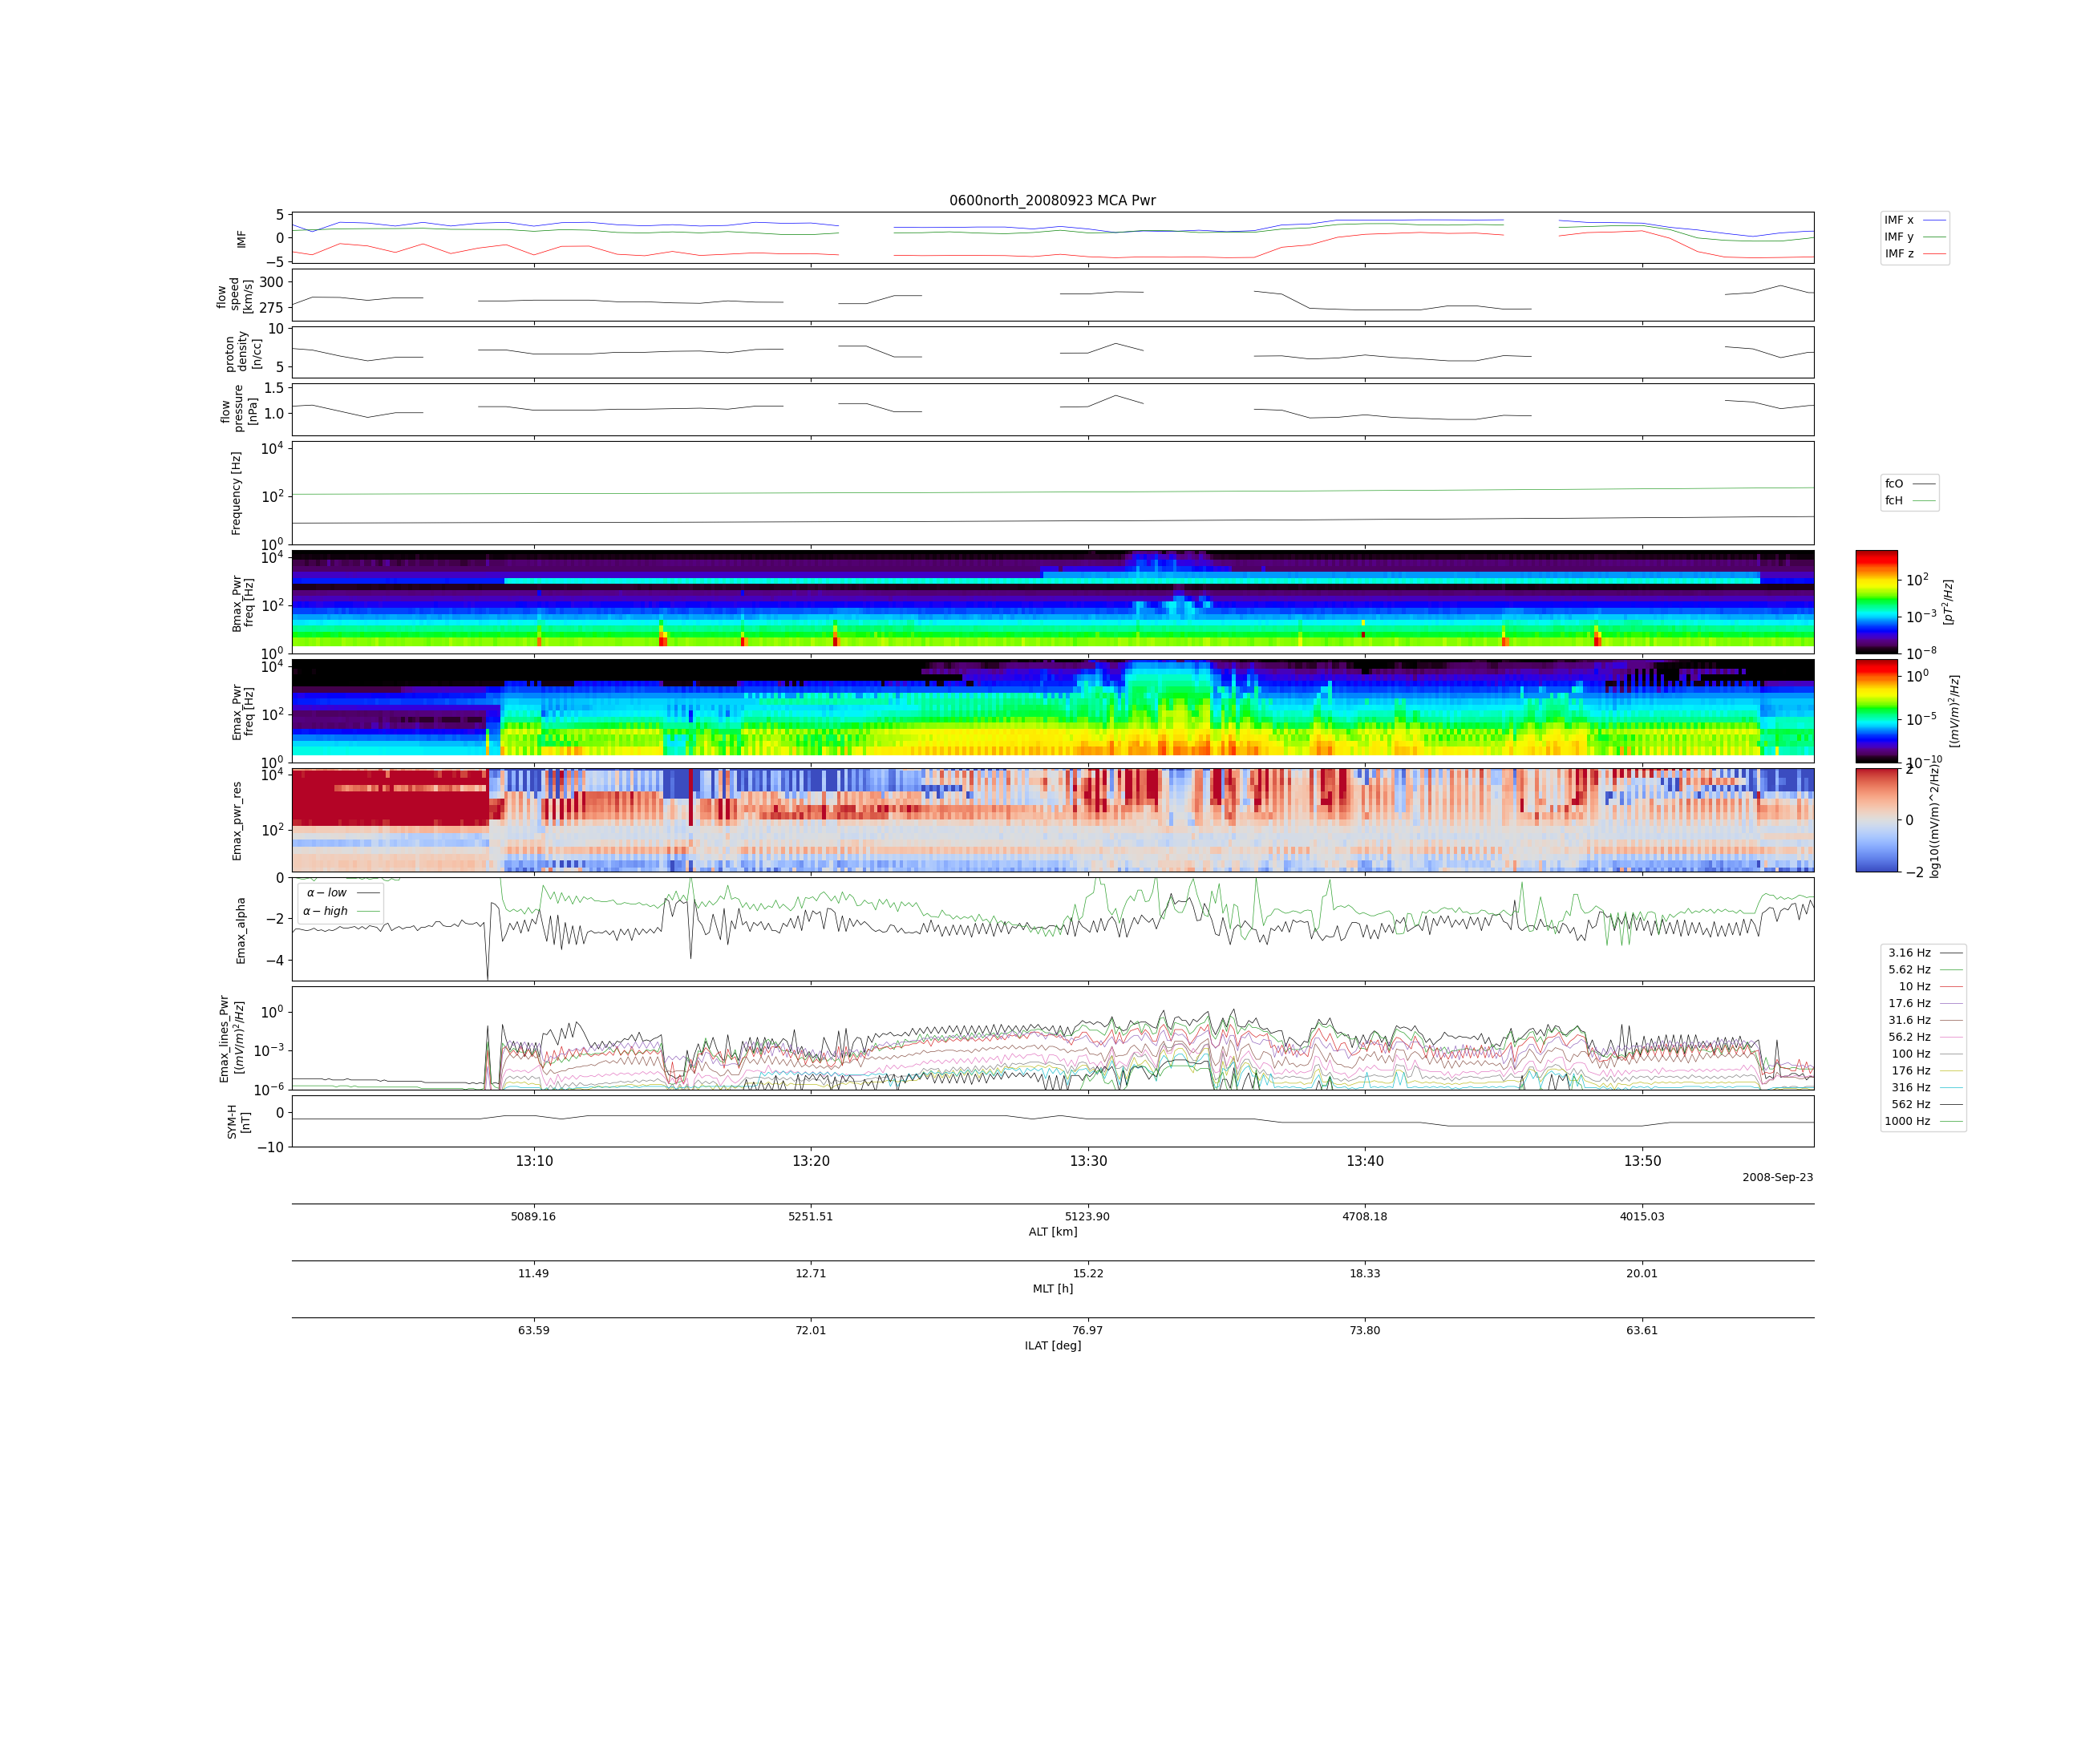 0600north_20080923 MCA Pwr
5
0
−5
IMF
IMF x
IMF y
IMF z
300
275
flow
speed
[km/s]
10
5
proton
density
[n/cc]
1.5
1.0
flow
pressure
[nPa]
10^4
10^2
10^0
Frequency [Hz]
fcO
fcH
10^4
10^2
10^0
Bmax_Pwr
freq [Hz]
10^2
10^−3
10^−8
[pT^2/Hz]
10^4
10^2
10^0
Emax_Pwr
freq [Hz]
10^0
10^−5
10^−10
[(mV/m)^2/Hz]
10^4
10^2
Emax_pwr_res
2
0
−2
log10((mV/m)^2/Hz)
0
−2
−4
Emax_alpha
α − low
α − high
10^0
10^−3
10^−6
Emax_lines_Pwr
[(mV/m)^2/Hz]
3.16 Hz
5.62 Hz
10 Hz
17.6 Hz
31.6 Hz
56.2 Hz
100 Hz
176 Hz
316 Hz
562 Hz
1000 Hz
0
−10
SYM-H
[nT]
13:10 13:20 13:30 13:40 13:50
2008-Sep-23
5089.16 5251.51 5123.90 4708.18 4015.03
ALT [km]
11.49 12.71 15.22 18.33 20.01
MLT [h]
63.59 72.01 76.97 73.80 63.61
ILAT [deg]